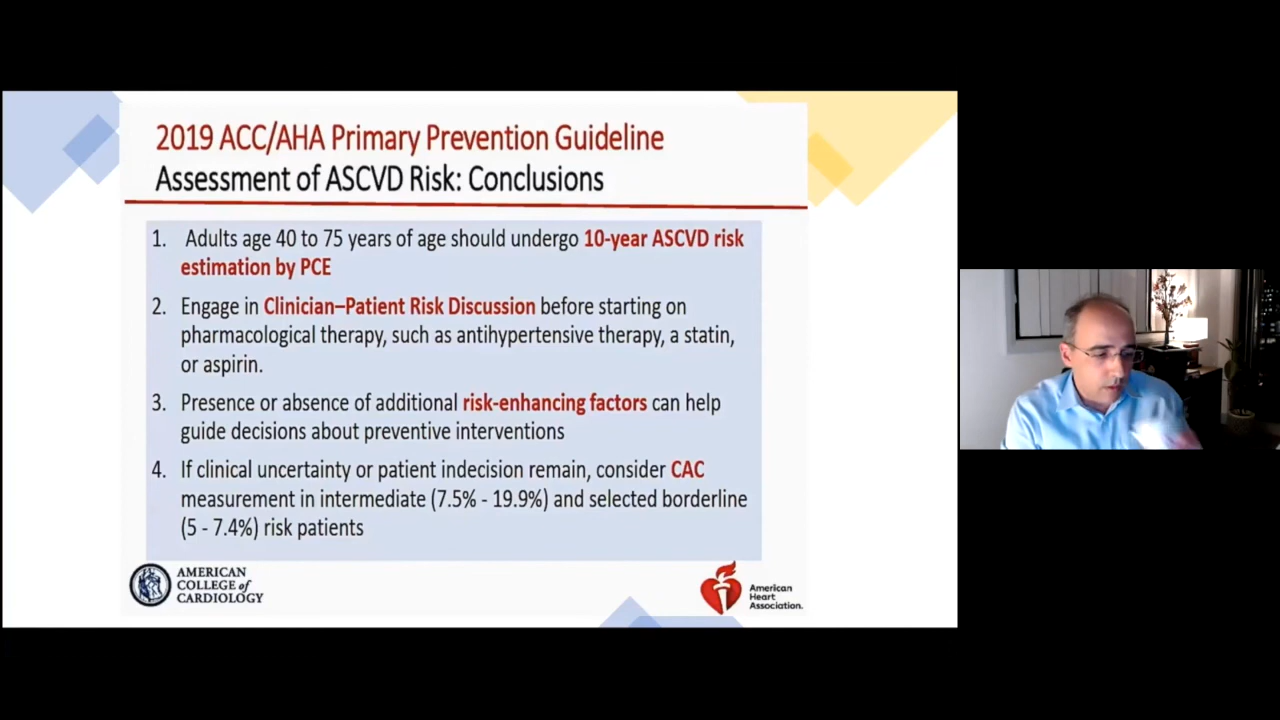 2019 ACC/AHA Primary Prevention Guideline
Assessment of ASCVD Risk: Conclusions
1. Adults age 40 to 75 years of age should undergo 10-year ASCVD risk
estimation by PCE
2. Engage in Clinician–Patient Risk Discussion before starting on
pharmacological therapy, such as antihypertensive therapy, a statin,
or aspirin.
3. Presence or absence of additional risk-enhancing factors can help
guide decisions about preventive interventions
4. If clinical uncertainty or patient indecision remain, consider CAC
measurement in intermediate (7.5% - 19.9%) and selected borderline
(5 - 7.4%) risk patients
AMERICAN
COLLEGE of
CARDIOLOGY
American
Heart
Association.